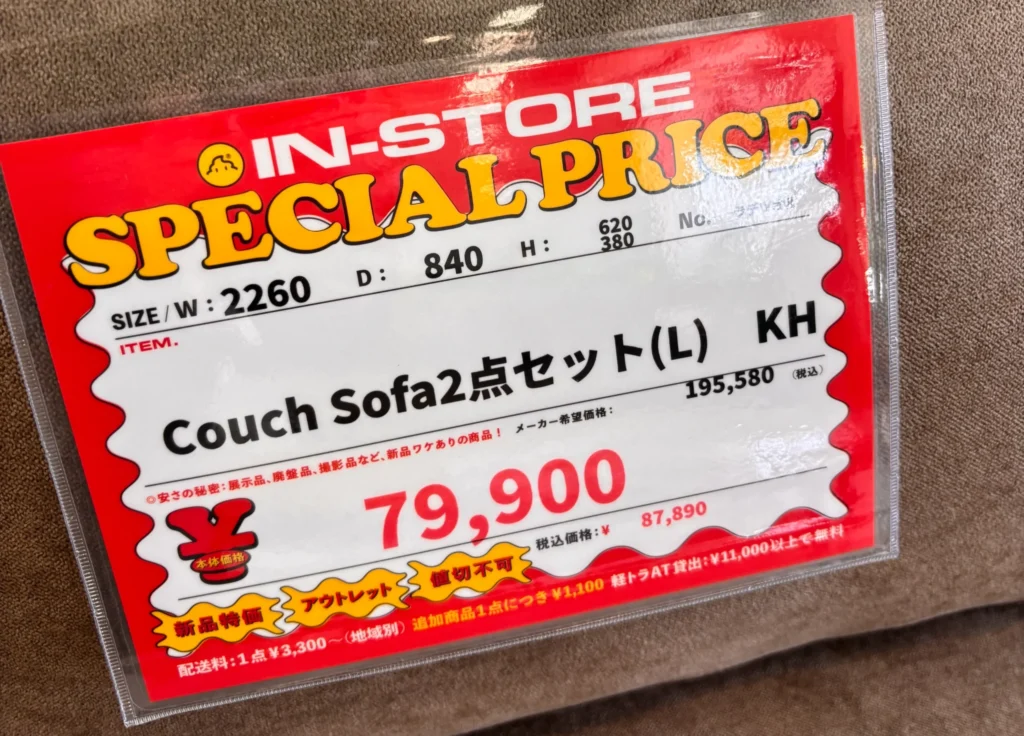 IN-STORE
SPECIAL PRICE
SIZE / W : 2260 D : 840 H : 620 380 No.
ITEM.
Couch Sofa2点セット(L) KH
メーカー希望価格: 195,580 (税込)
◎安さの秘密:展示品、廃盤品、撮影品など、新品ワケありの商品!
¥ 79,900
本体価格
税込価格:¥ 87,890
新品特価 アウトレット 値切不可
配送料:1点¥3,300~(地域別) 追加商品1点につき¥1,100 軽トラAT貸出:¥11,000以上で無料